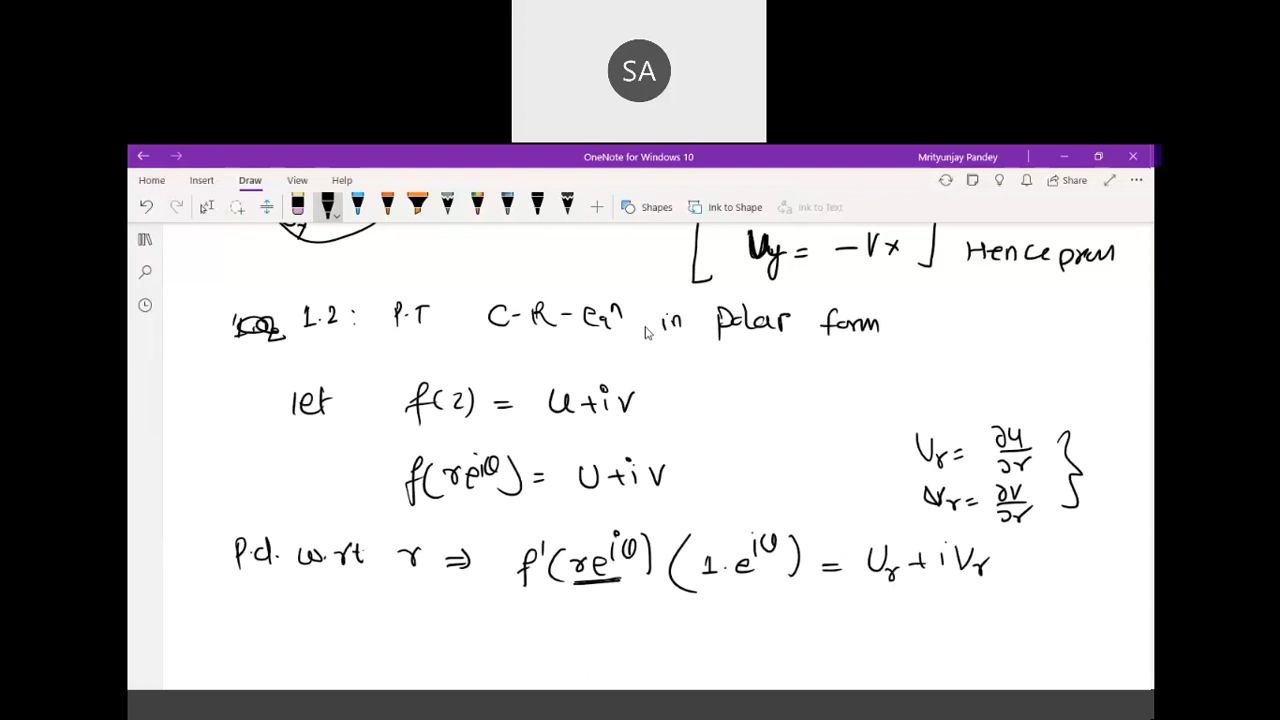 SA
OneNote for Windows 10 Mrityunjay Pandey
Home Insert Draw View Help Share
Shapes Ink to Shape Ink to Text
[ Uy = -Vx ] Hence
1.2: P.T C-R-eqⁿ in polar form
let f(z) = u+iv
f(re^{iθ}) = U+iV
Ur = ∂u/∂r }
Vr = ∂v/∂r
P.d. w.r.t r ⇒ f'(re^{iθ}) (1.e^{iθ}) = Ur + iVr